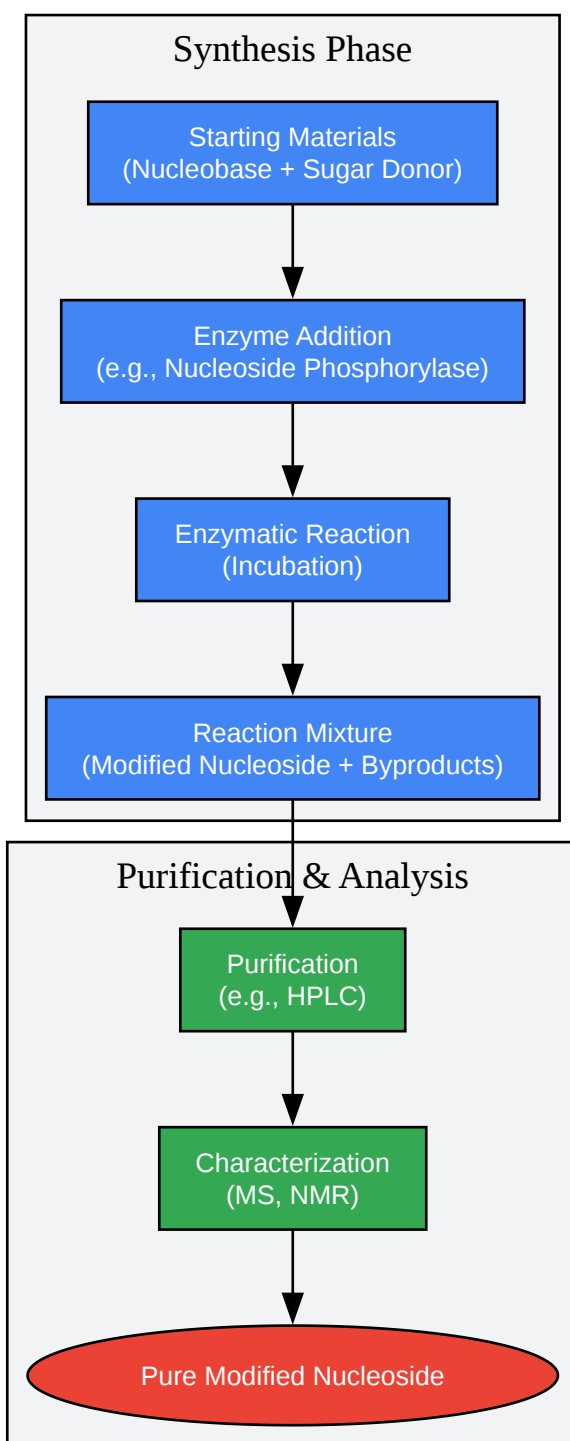 Synthesis Phase
Starting Materials
(Nucleobase + Sugar Donor)
Enzyme Addition
(e.g., Nucleoside Phosphorylase)
Enzymatic Reaction
(Incubation)
Reaction Mixture
(Modified Nucleoside + Byproducts)
Purification & Analysis
Purification
(e.g., HPLC)
Characterization
(MS, NMR)
Pure Modified Nucleoside